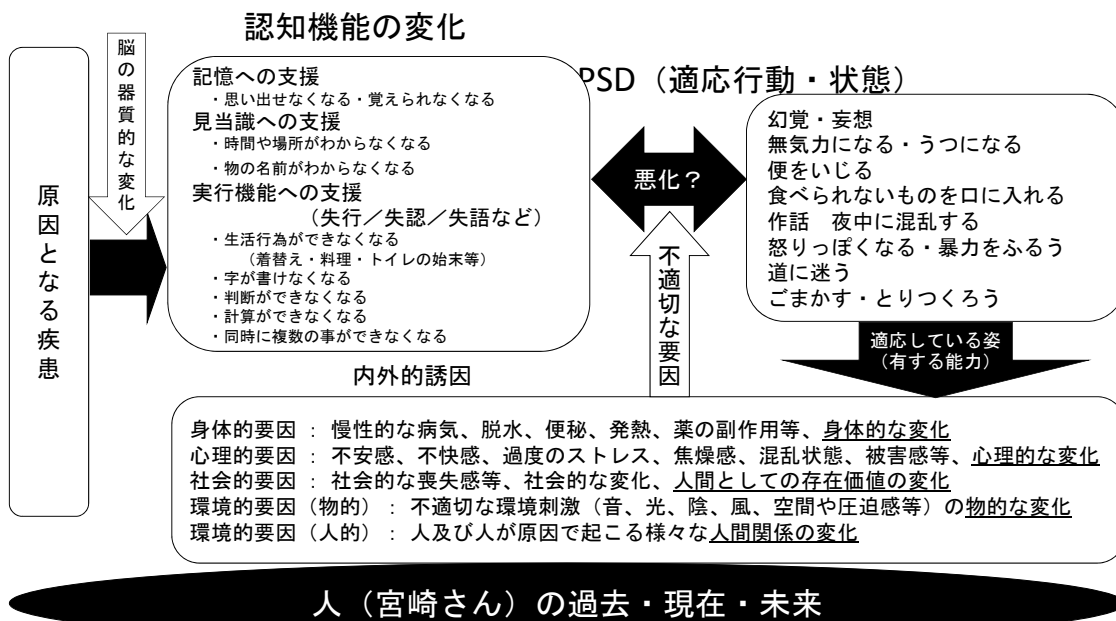 認知機能の変化
脳の器質的な変化
原因となる疾患
記憶への支援
・思い出せなくなる・覚えられなくなる
見当識への支援
・時間や場所がわからなくなる
・物の名前がわからなくなる
実行機能への支援
(失行／失認／失語など)
・生活行為ができなくなる
(着替え・料理・トイレの始末等)
・字が書けなくなる
・判断ができなくなる
・計算ができなくなる
・同時に複数の事ができなくなる
PSD（適応行動・状態）
悪化？
不適切な要因
幻覚・妄想
無気力になる・うつになる
便をいじる
食べられないものを口に入れる
作話　夜中に混乱する
怒りっぽくなる・暴力をふるう
道に迷う
ごまかす・とりつくろう
適応している姿
（有する能力）
内外的誘因
身体的要因 ： 慢性的な病気、脱水、便秘、発熱、薬の副作用等、身体的な変化
心理的要因 ： 不安感、不快感、過度のストレス、焦燥感、混乱状態、被害感等、心理的な変化
社会的要因 ： 社会的な喪失感等、社会的な変化、人間としての存在価値の変化
環境的要因（物的）： 不適切な環境刺激（音、光、陰、風、空間や圧迫感等）の物的な変化
環境的要因（人的）： 人及び人が原因で起こる様々な人間関係の変化
人（宮崎さん）の過去・現在・未来